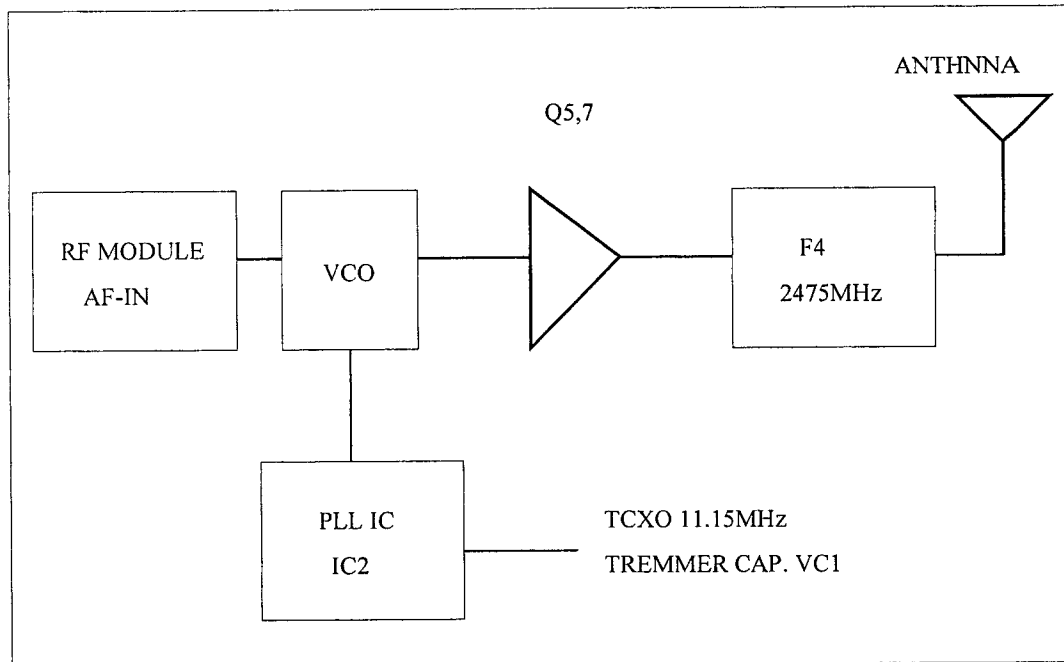 ANTHNNA
Q5,7
RF MODULE
AF-IN
VCO
F4
2475MHz
PLL IC
IC2
TCXO 11.15MHz
TREMMER CAP. VC1